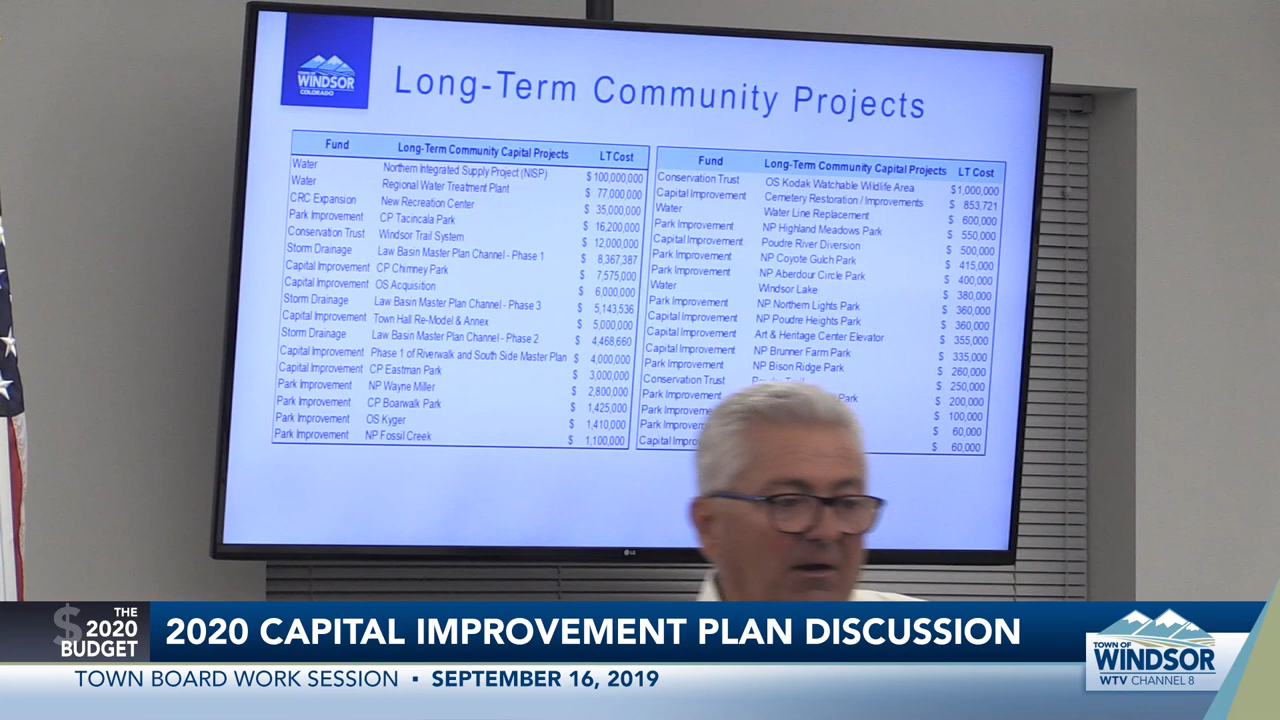 TOWN OF
WINDSOR
COLORADO
Long-Term Community Projects
Fund Long-Term Community Capital Projects LT Cost
Water Northern Integrated Supply Project (NISP) $ 100,000,000
Water Regional Water Treatment Plant $ 77,000,000
CRC Expansion New Recreation Center $ 35,000,000
Park Improvement CP Tacincala Park $ 16,200,000
Conservation Trust Windsor Trail System $ 12,000,000
Storm Drainage Law Basin Master Plan Channel - Phase 1 $ 8,367,387
Capital Improvement CP Chimney Park $ 7,575,000
Capital Improvement OS Acquisition $ 6,000,000
Storm Drainage Law Basin Master Plan Channel - Phase 3 $ 5,143,536
Capital Improvement Town Hall Re-Model & Annex $ 5,000,000
Storm Drainage Law Basin Master Plan Channel - Phase 2 $ 4,468,660
Capital Improvement Phase 1 of Riverwalk and South Side Master Plan $ 4,000,000
Capital Improvement CP Eastman Park $ 3,000,000
Park Improvement NP Wayne Miller $ 2,800,000
Park Improvement CP Boarwalk Park $ 1,425,000
Park Improvement OS Kyger $ 1,410,000
Park Improvement NP Fossil Creek $ 1,100,000
Fund Long-Term Community Capital Projects LT Cost
Conservation Trust OS Kodak Watchable Wildlife Area $ 1,000,000
Capital Improvement Cemetery Restoration / Improvements $ 853,721
Water Water Line Replacement $ 600,000
Park Improvement NP Highland Meadows Park $ 550,000
Capital Improvement Poudre River Diversion $ 500,000
Park Improvement NP Coyote Gulch Park $ 415,000
Park Improvement NP Aberdour Circle Park $ 400,000
Water Windsor Lake $ 380,000
Park Improvement NP Northern Lights Park $ 360,000
Capital Improvement NP Poudre Heights Park $ 360,000
Capital Improvement Art & Heritage Center Elevator $ 355,000
Capital Improvement NP Brunner Farm Park $ 335,000
Park Improvement NP Bison Ridge Park $ 260,000
Conservation Trust $ 250,000
Park Improvement Park $ 200,000
Park $ 100,000
Park $ 60,000
Capital $ 60,000
LG
$ THE
2020
BUDGET
2020 CAPITAL IMPROVEMENT PLAN DISCUSSION
TOWN BOARD WORK SESSION ▪ SEPTEMBER 16, 2019
TOWN OF
WINDSOR
WTV CHANNEL 8